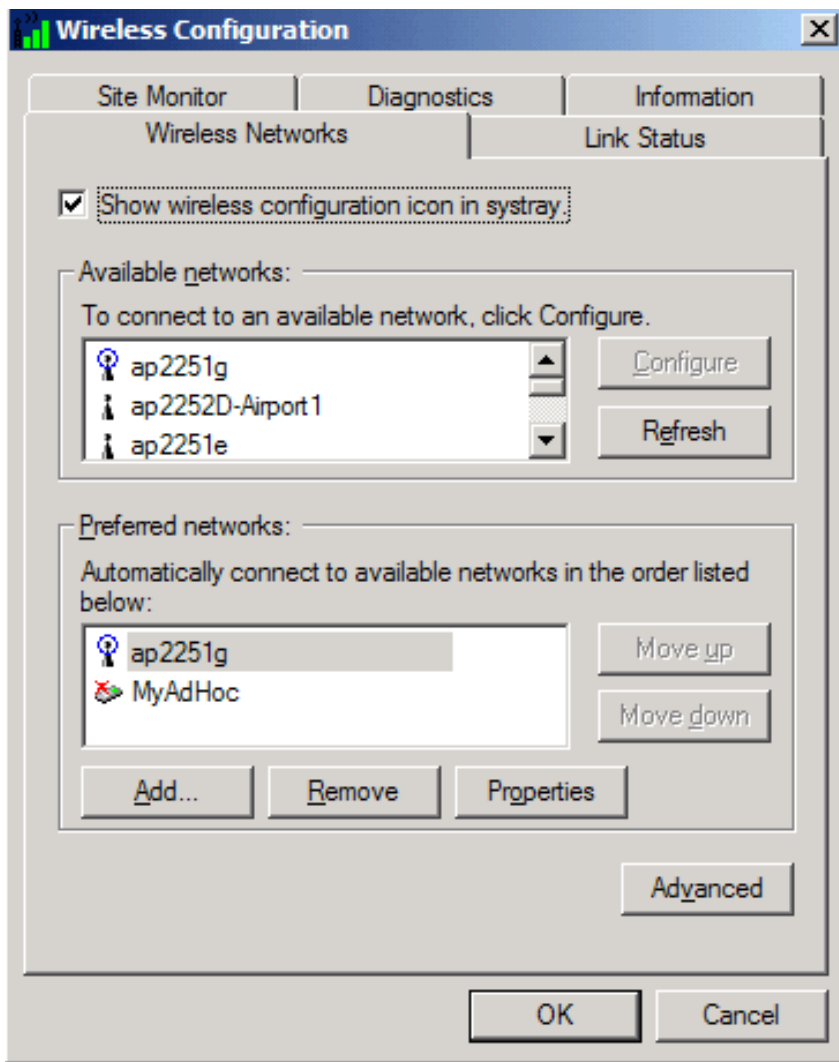 Wireless Configuration
Site Monitor
Diagnostics
Information
Wireless Networks
Link Status
Show wireless configuration icon in systray.
Available networks:
To connect to an available network, click Configure.
ap2251g
ap2252D-Airport1
ap2251e
Configure
Refresh
Preferred networks:
Automatically connect to available networks in the order listed
below:
ap2251g
MyAdHoc
Move up
Move down
Add...
Remove
Properties
Advanced
OK
Cancel